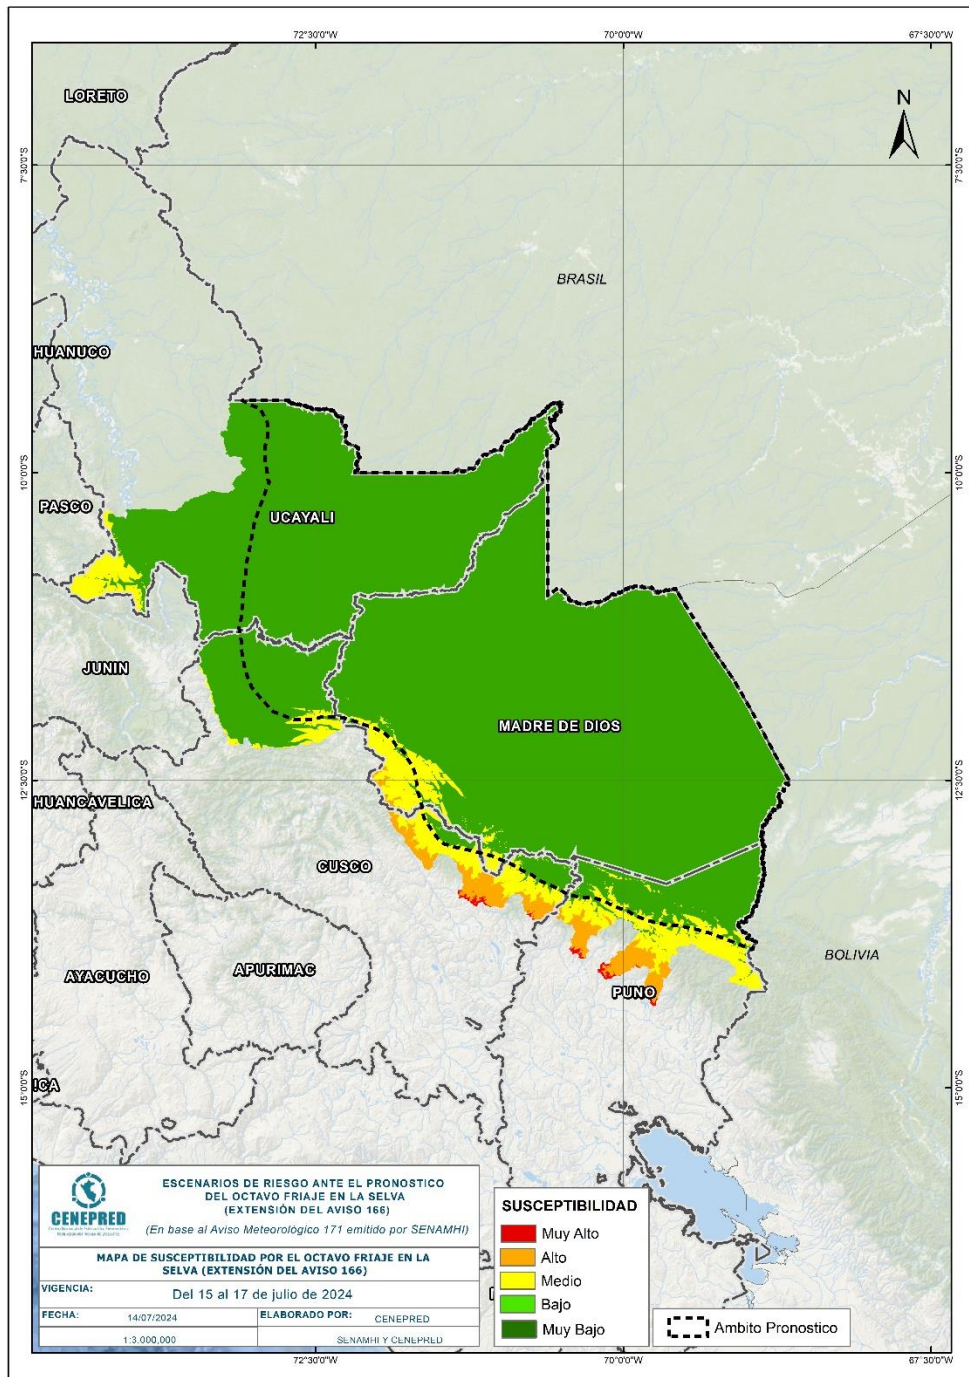 72°30'0"W
70°0'0"W
67°30'0"W
LORETO
N
7°30'0"S
7°30'0"S
BRASIL
HUANUCO
10°0'0"S
10°0'0"S
PASCO
UCAYALI
JUNIN
MADRE DE DIOS
12°30'0"S
12°30'0"S
HUANCAVELICA
CUSCO
BOLIVIA
AYACUCHO
APURIMAC
PUNO
ICA
15°0'0"S
15°0'0"S
CENEPRED
ESCENARIOS DE RIESGO ANTE EL PRONOSTICO
DEL OCTAVO FRIAJE EN LA SELVA
(EXTENSIÓN DEL AVISO 166)
(En base al Aviso Meteorológico 171 emitido por SENAMHI)
MAPA DE SUSCEPTIBILIDAD POR EL OCTAVO FRIAJE EN LA
SELVA (EXTENSIÓN DEL AVISO 166)
VIGENCIA:
Del 15 al 17 de julio de 2024
FECHA:
14/07/2024
ELABORADO POR:
CENEPRED
1:3.000,000
SENAMHI Y CENEPRED
SUSCEPTIBILIDAD
Muy Alto
Alto
Medio
Bajo
Muy Bajo
Ambito Pronostico
72°30'0"W
70°0'0"W
67°30'0"W